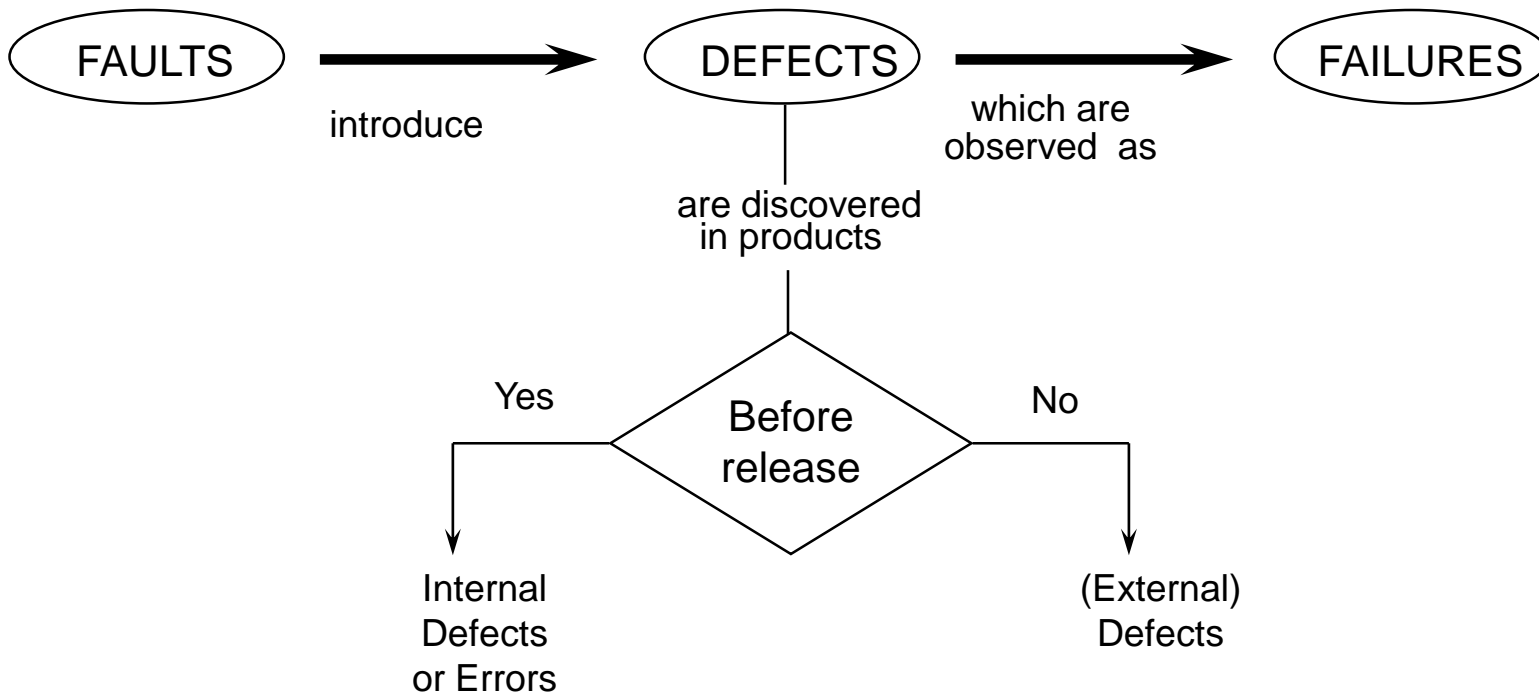 FAULTS
introduce
DEFECTS
which are
observed as
FAILURES
are discovered
in products
Before
release
Yes
No
Internal
Defects
or Errors
(External)
Defects